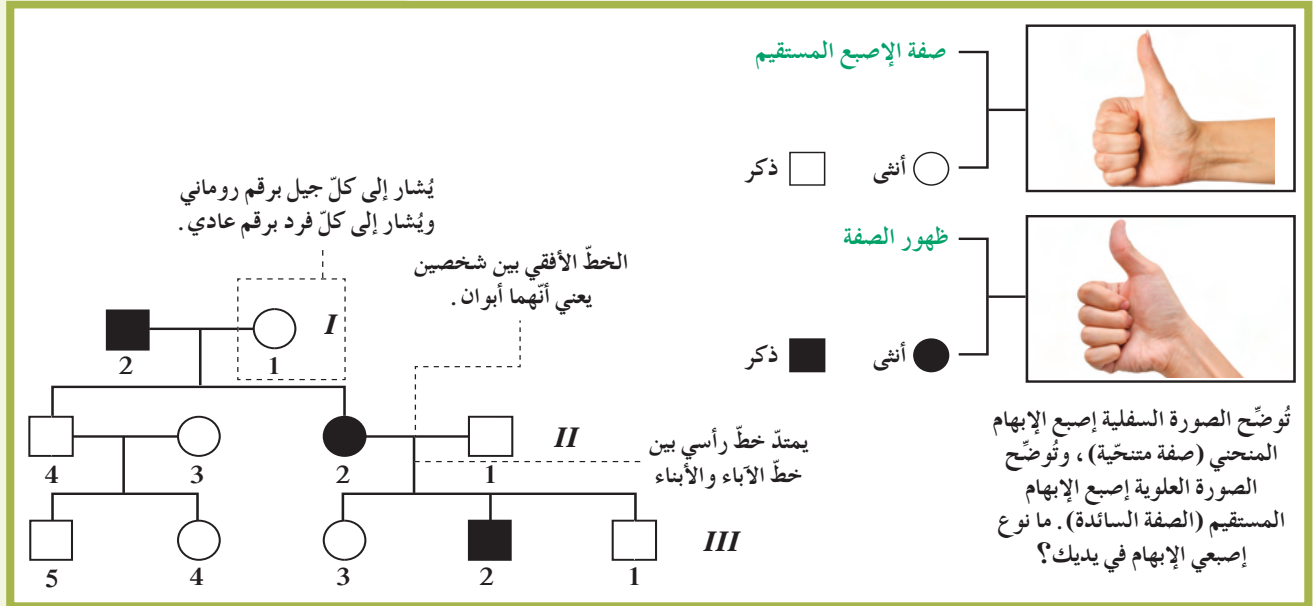 صفة الإصبع المستقيم
أنثى ذكر
ظهور الصفة
أنثى ذكر
تُوضِّح الصورة السفلية إصبع الإبهام
المنحني (صفة متنحّية)، وتُوضِّح
الصورة العلوية إصبع الإبهام
المستقيم (الصفة السائدة). ما نوع
إصبعي الإبهام في يديك؟
يُشار إلى كلّ جيل برقم روماني
ويُشار إلى كلّ فرد برقم عادي.
الخطّ الأفقي بين شخصين
يعني أنّهما أبوان.
يمتدّ خطّ رأسي بين
خطّ الآباء والأبناء
I
1 2
II
1 2 3 4
III
1 2 3 4 5